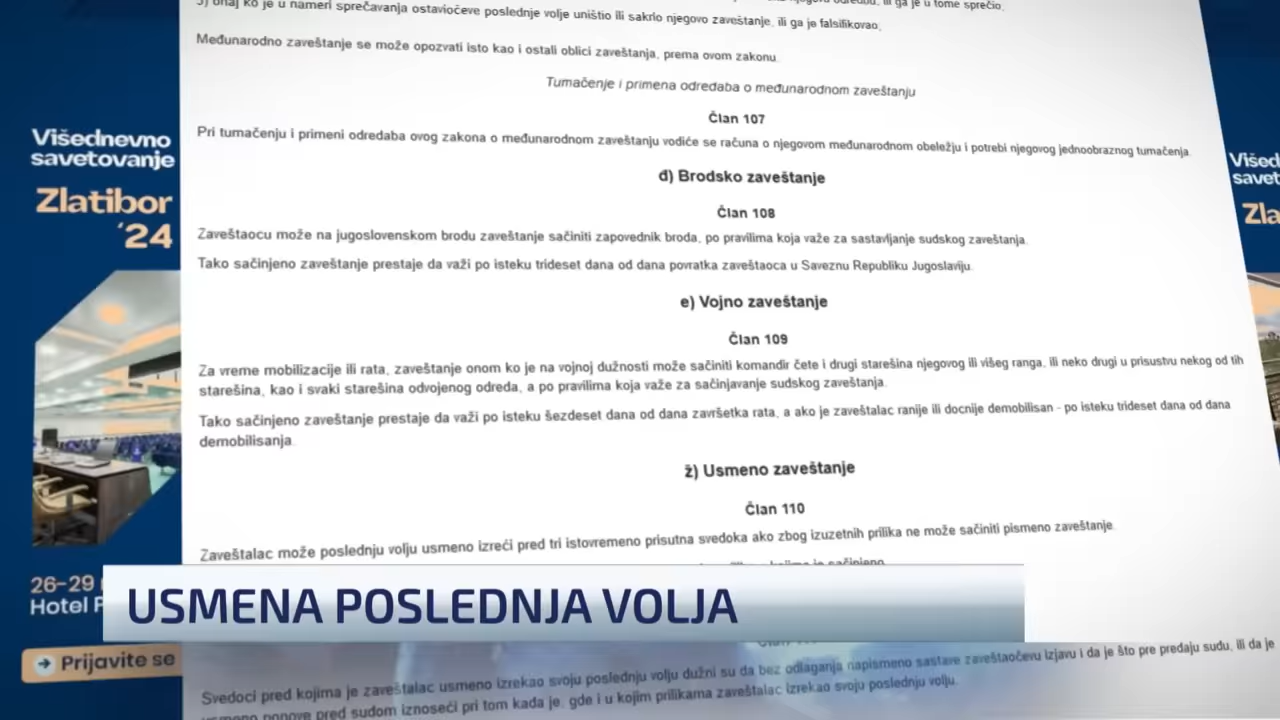 3) onaj ko je u nameri sprečavanja ostaviočeve poslednje volje uništio ili sakrio njegovo zaveštanje, ili ga je falsifikovao;
ili ga je u tome sprečio;
Međunarodno zaveštanje se može opozvati isto kao i ostali oblici zaveštanja, prema ovom zakonu.
Tumačenje i primena odredaba o međunarodnom zaveštanju
Član 107
Pri tumačenju i primeni odredaba ovog zakona o međunarodnom zaveštanju vodiće se računa o njegovom međunarodnom obeležju i potrebi njegovog jednoobraznog tumačenja.
đ) Brodsko zaveštanje
Član 108
Zaveštaocu može na jugoslovenskom brodu zaveštanje sačiniti zapovednik broda, po pravilima koja važe za sastavljanje sudskog zaveštanja.
Tako sačinjeno zaveštanje prestaje da važi po isteku trideset dana od dana povratka zaveštaoca u Saveznu Republiku Jugoslaviju.
e) Vojno zaveštanje
Član 109
Za vreme mobilizacije ili rata, zaveštanje onom ko je na vojnoj dužnosti može sačiniti komandir čete i drugi starešina njegovog ili višeg ranga, ili neko drugi u prisustvu nekog od tih
starešina, kao i svaki starešina odvojenog odreda, a po pravilima koja važe za sačinjavanje sudskog zaveštanja.
Tako sačinjeno zaveštanje prestaje da važi po isteku šezdeset dana od dana završetka rata, a ako je zaveštalac ranije ili docnije demobilisan - po isteku trideset dana od dana
demobilisanja.
ž) Usmeno zaveštanje
Član 110
Zaveštalac može poslednju volju usmeno izreći pred tri istovremeno prisutna svedoka ako zbog izuzetnih prilika ne može sačiniti pismeno zaveštanje.
Svedoci pred kojima je zaveštalac usmeno izrekao svoju poslednju volju dužni su da bez odlaganja napismeno sastave zaveštaočevu izjavu i da je što pre predaju sudu, ili da je
usmeno ponove pred sudom iznoseći pri tom kada je, gde i u kojim prilikama zaveštalac izrekao svoju poslednju volju.
Višednevno
savetovanje
Zlatibor
'24
26–29
Hotel
Prijavite se
USMENA POSLEDNJA VOLJA